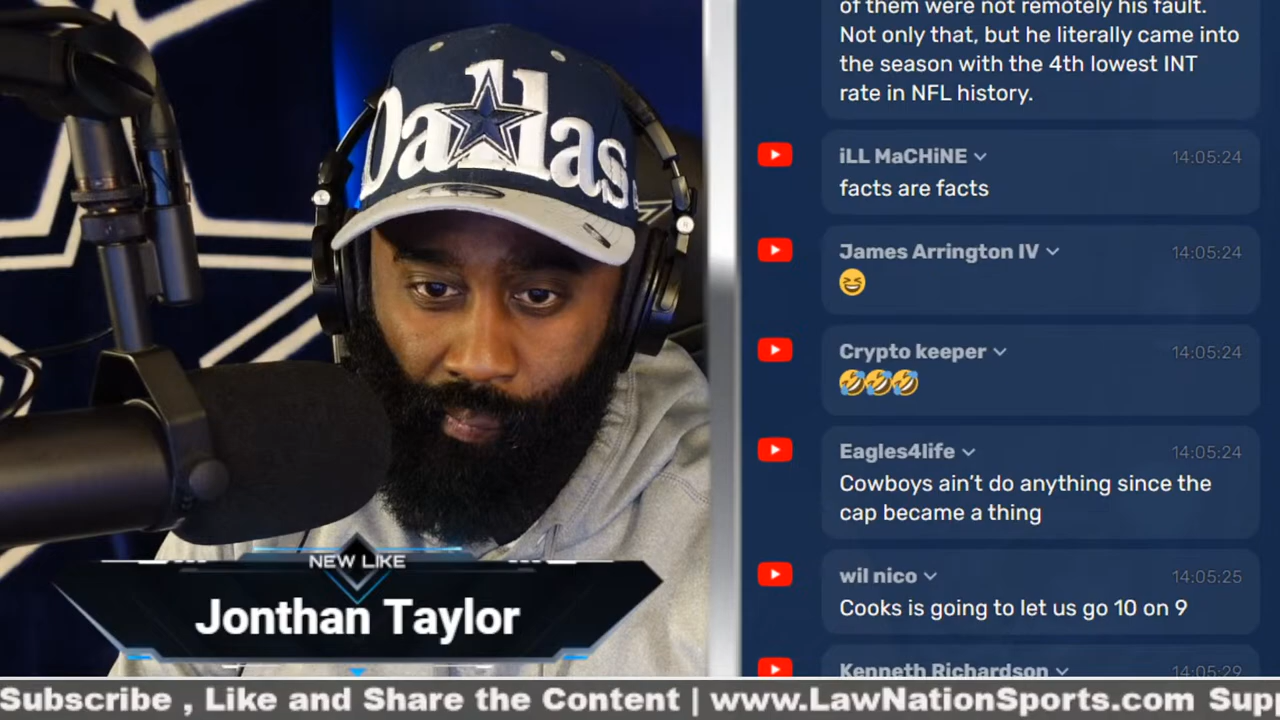 Dallas
NEW LIKE
Jonthan Taylor
of them were not remotely his fault.
Not only that, but he literally came into
the season with the 4th lowest INT
rate in NFL history.
iLL MaCHiNE 14:05:24
facts are facts
James Arrington IV 14:05:24
😆
Crypto keeper 14:05:24
🤣🤣🤣
Eagles4life 14:05:24
Cowboys ain’t do anything since the
cap became a thing
wil nico 14:05:25
Cooks is going to let us go 10 on 9
Kenneth Richardson 14:05:29
Subscribe , Like and Share the Content | www.LawNationSports.com Supp